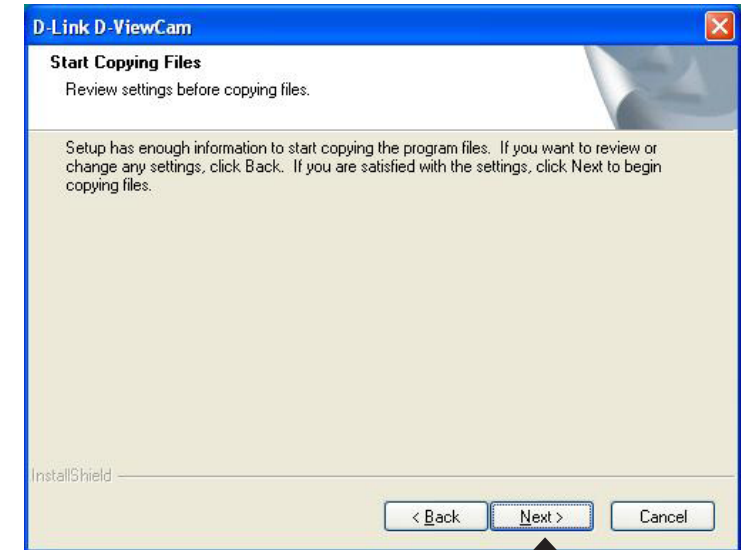 D-Link D-ViewCam
Start Copying Files
Review settings before copying files.
Setup has enough information to start copying the program files. If you want to review or
change any settings, click Back. If you are satisfied with the settings, click Next to begin
copying files.
InstallShield
< Back Next > Cancel